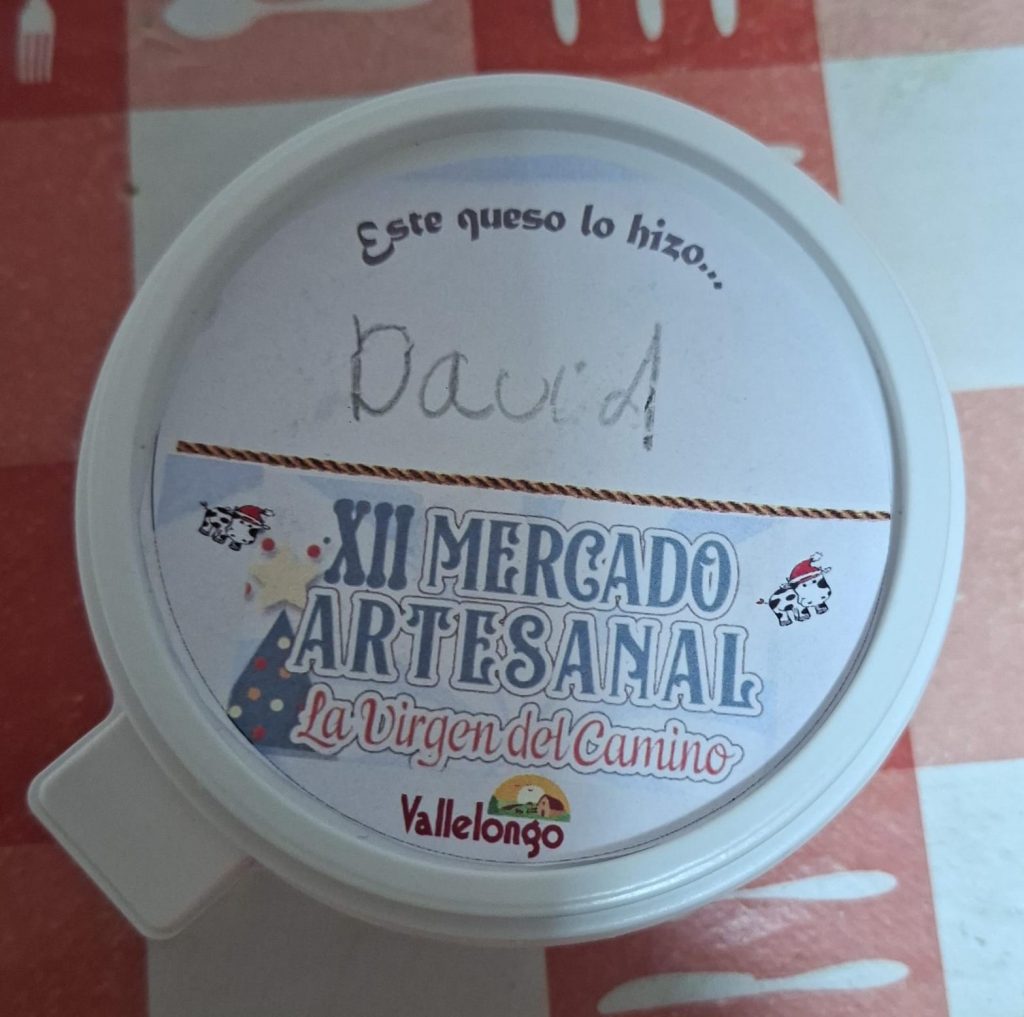 Este queso lo hizo...
David
XII MERCADO
ARTESANAL
La Virgen del Camino
Vallelongo